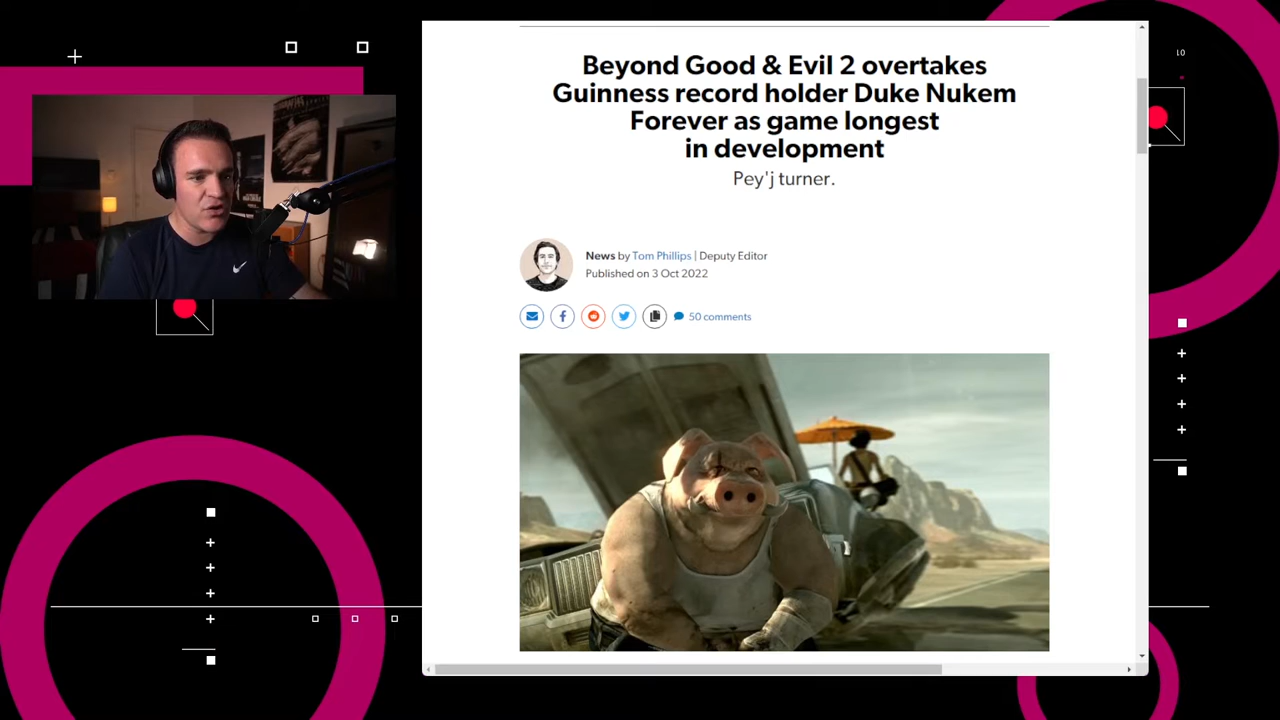 Beyond Good & Evil 2 overtakes
Guinness record holder Duke Nukem
Forever as game longest
in development
Pey'j turner.
News by Tom Phillips | Deputy Editor
Published on 3 Oct 2022
50 comments